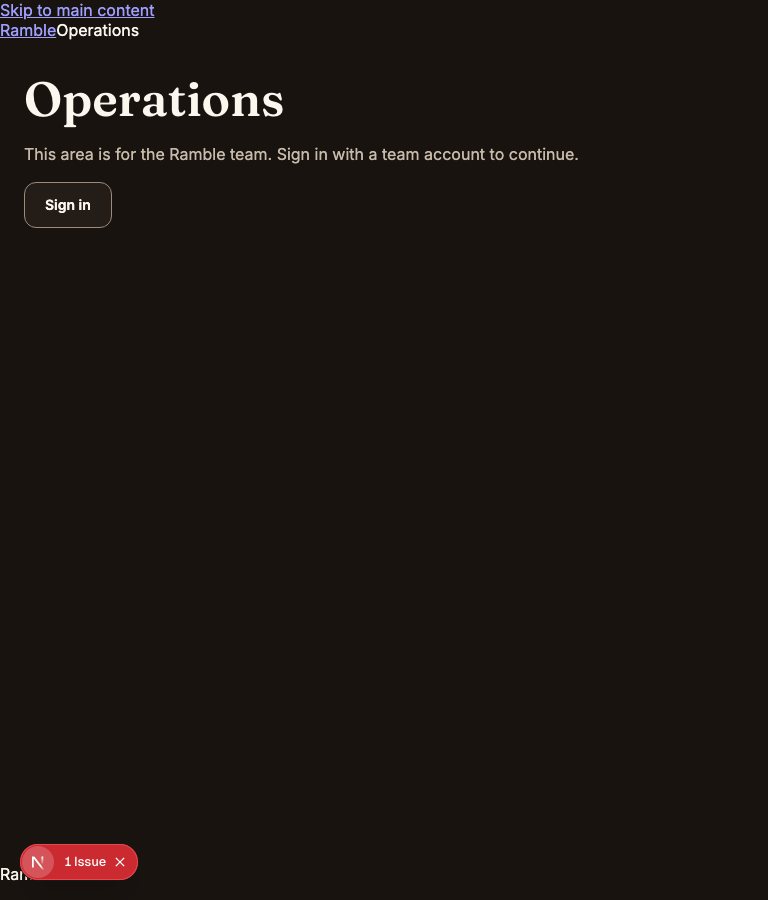 Skip to main content
RambleOperations
Operations
This area is for the Ramble team. Sign in with a team account to continue.
Sign in
N 1 Issue